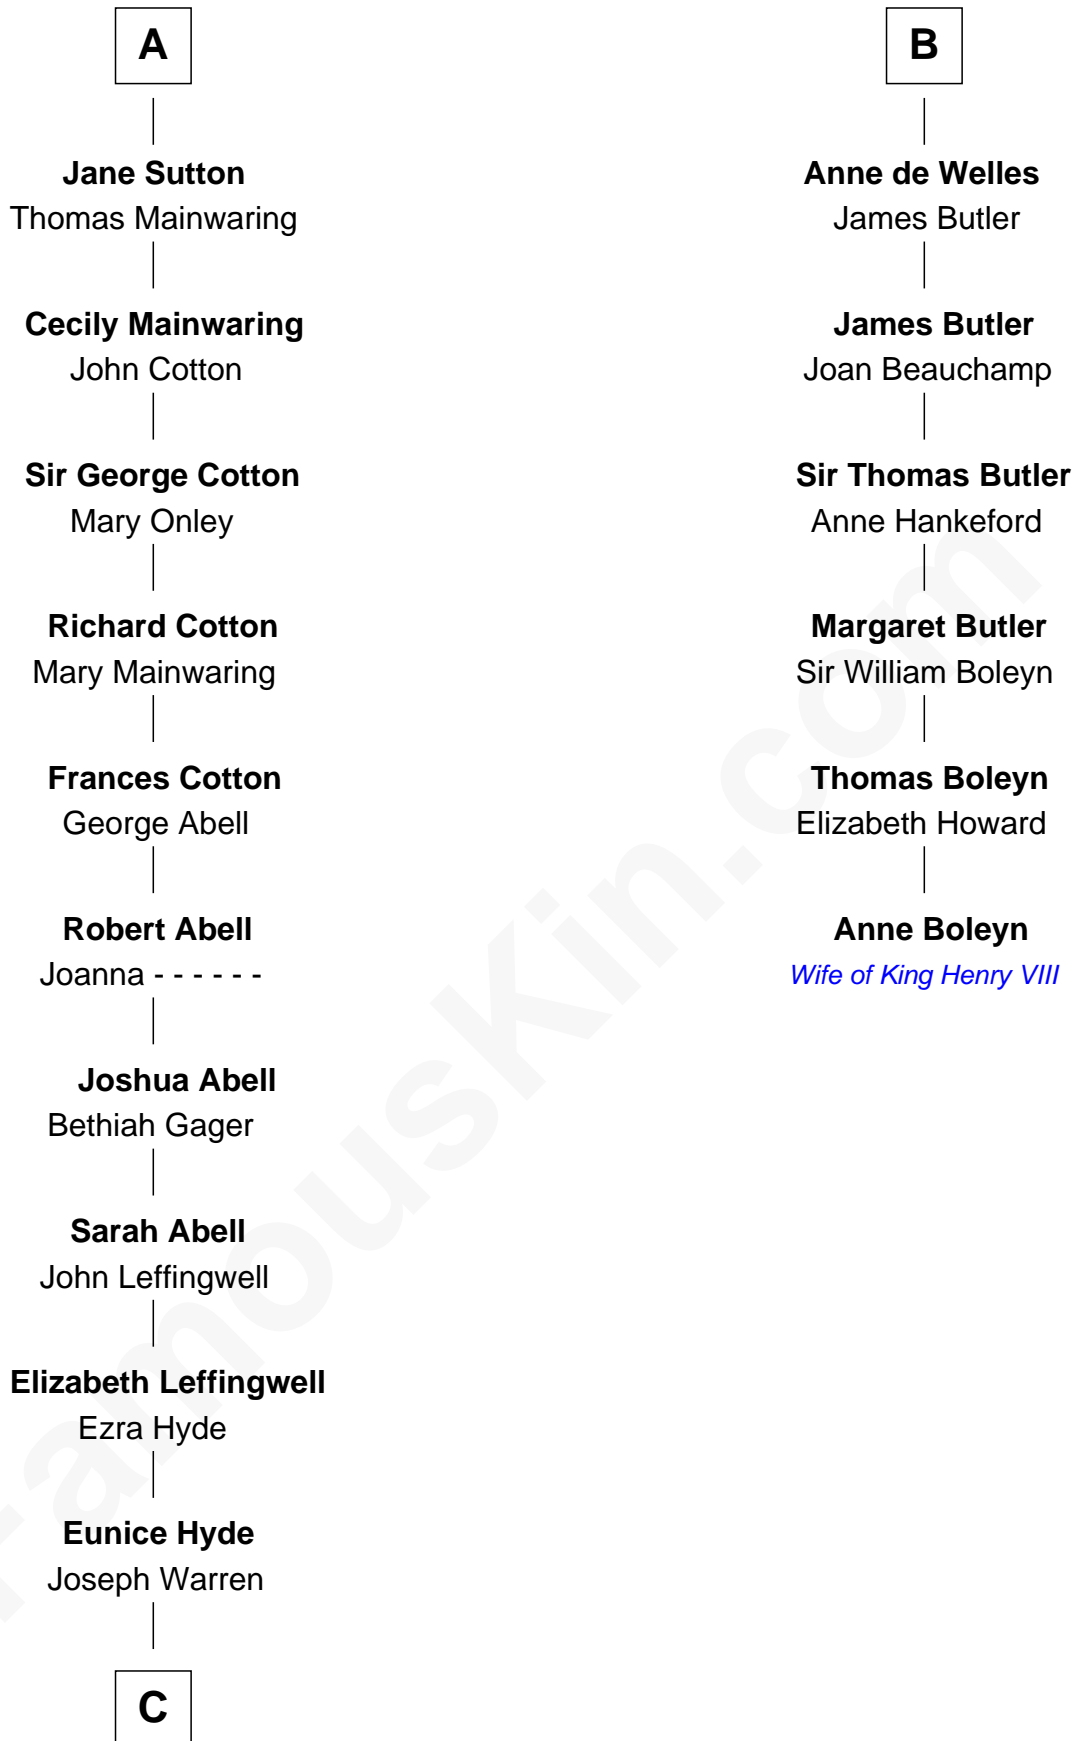 A
Jane Sutton
Thomas Mainwaring
Cecily Mainwaring
John Cotton
Sir George Cotton
Mary Onley
Richard Cotton
Mary Mainwaring
Frances Cotton
George Abell
Robert Abell
Joanna - - - - - -
Joshua Abell
Bethiah Gager
Sarah Abell
John Leffingwell
Elizabeth Leffingwell
Ezra Hyde
Eunice Hyde
Joseph Warren
C
B
Anne de Welles
James Butler
James Butler
Joan Beauchamp
Sir Thomas Butler
Anne Hankeford
Margaret Butler
Sir William Boleyn
Thomas Boleyn
Elizabeth Howard
Anne Boleyn
Wife of King Henry VIII
FamousKin.com